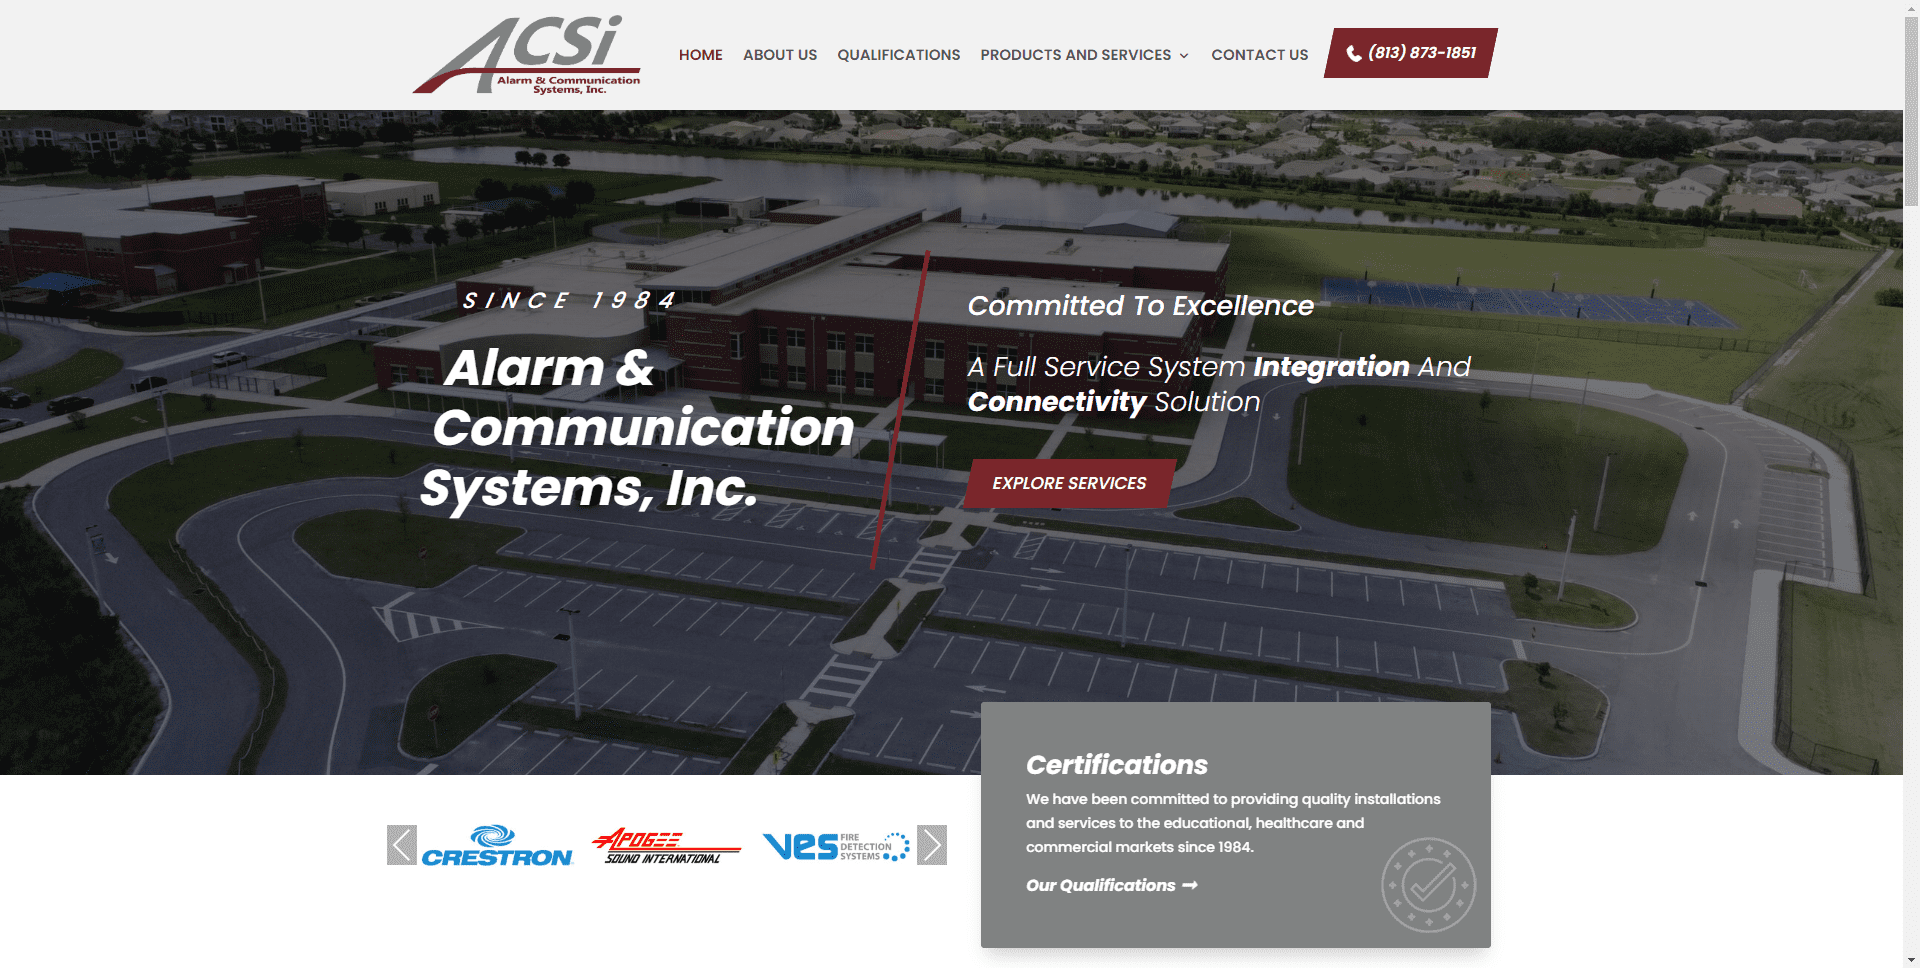 ACSi
Alarm & Communication
Systems, Inc.
HOME
ABOUT US
QUALIFICATIONS
PRODUCTS AND SERVICES
CONTACT US
(813) 873-1851
SINCE 1984
Alarm &
Communication
Systems, Inc.
Committed To Excellence
A Full Service System Integration And
Connectivity Solution
EXPLORE SERVICES
CRESTRON
APOGEE
SOUND INTERNATIONAL
VES
FIRE
DETECTION
SYSTEMS
Certifications
We have been committed to providing quality installations
and services to the educational, healthcare and
commercial markets since 1984.
Our Qualifications